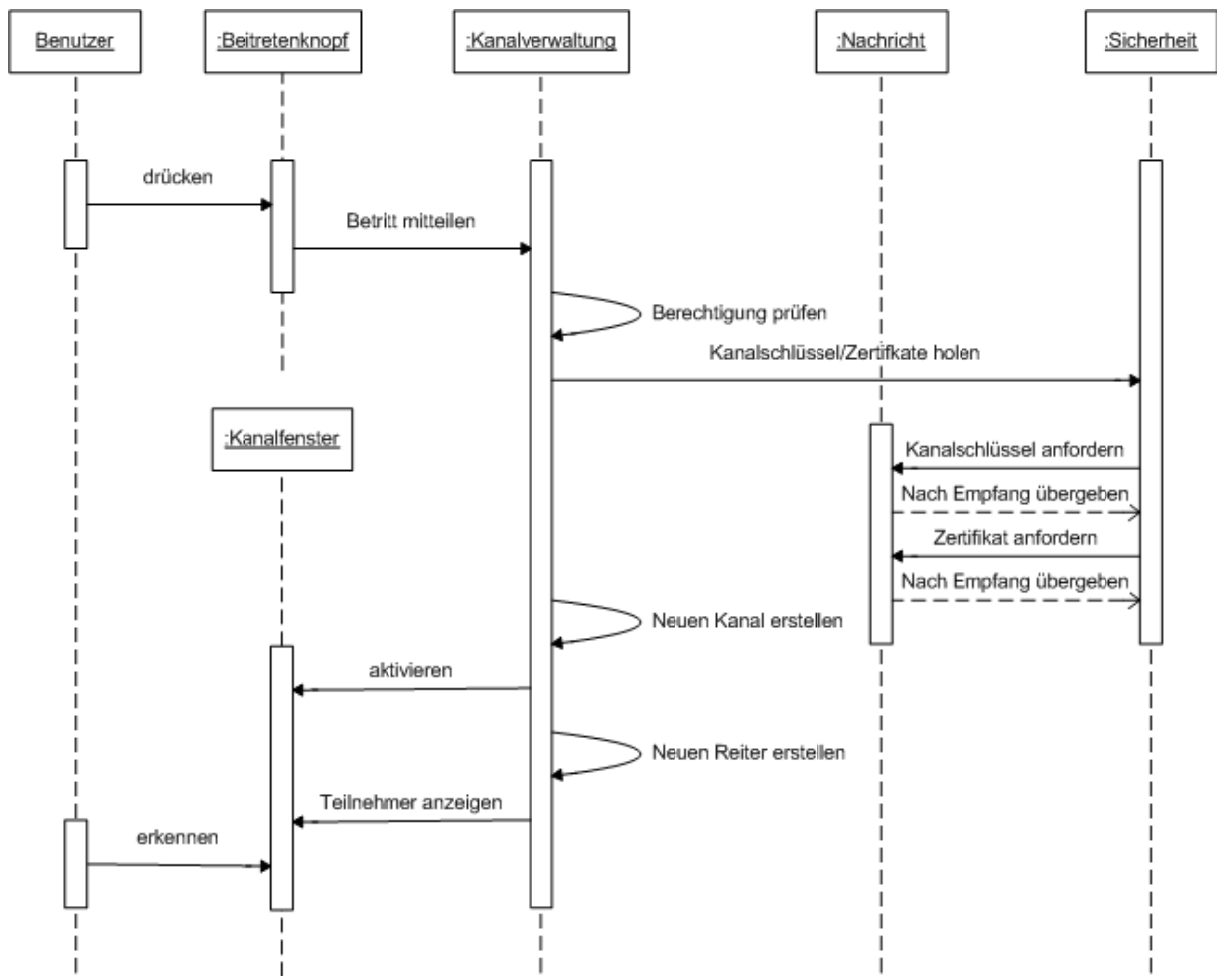 Benutzer
:Beitretenknopf
:Kanalverwaltung
:Nachricht
:Sicherheit
drücken
Betritt mitteilen
Berechtigung prüfen
Kanalschlüssel/Zertifkate holen
:Kanalfenster
Kanalschlüssel anfordern
Nach Empfang übergeben
Zertifikat anfordern
Nach Empfang übergeben
Neuen Kanal erstellen
aktivieren
Neuen Reiter erstellen
Teilnehmer anzeigen
erkennen